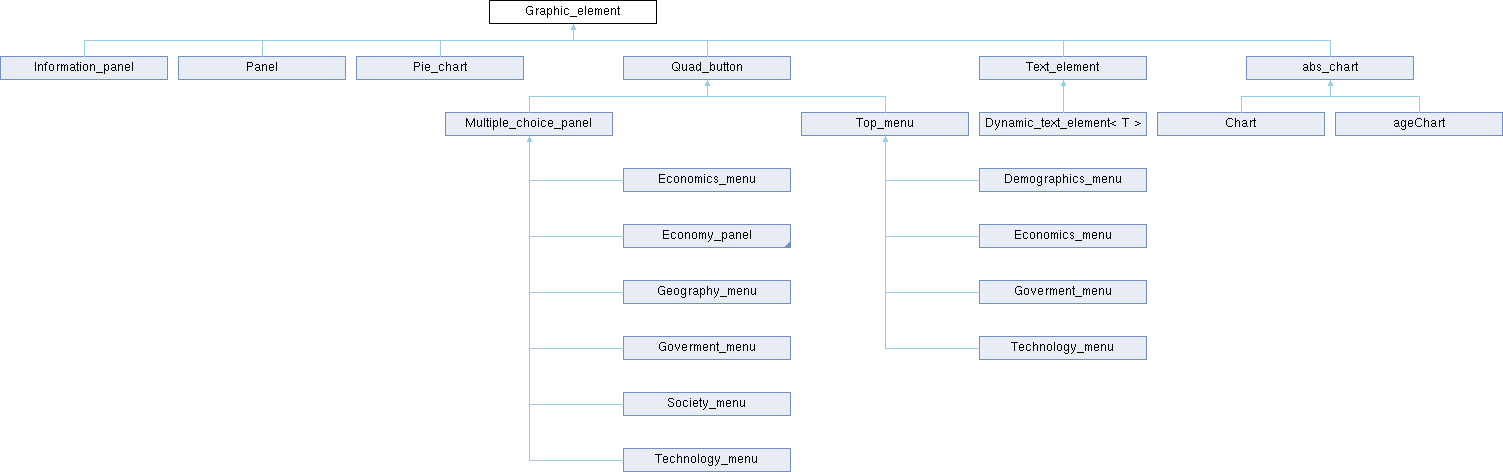 Graphic_element
Information_panel
Panel
Pie_chart
Quad_button
Text_element
abs_chart
Multiple_choice_panel
Top_menu
Dynamic_text_element< T >
Chart
ageChart
Economics_menu
Demographics_menu
Economy_panel
Economics_menu
Geography_menu
Goverment_menu
Goverment_menu
Technology_menu
Society_menu
Technology_menu